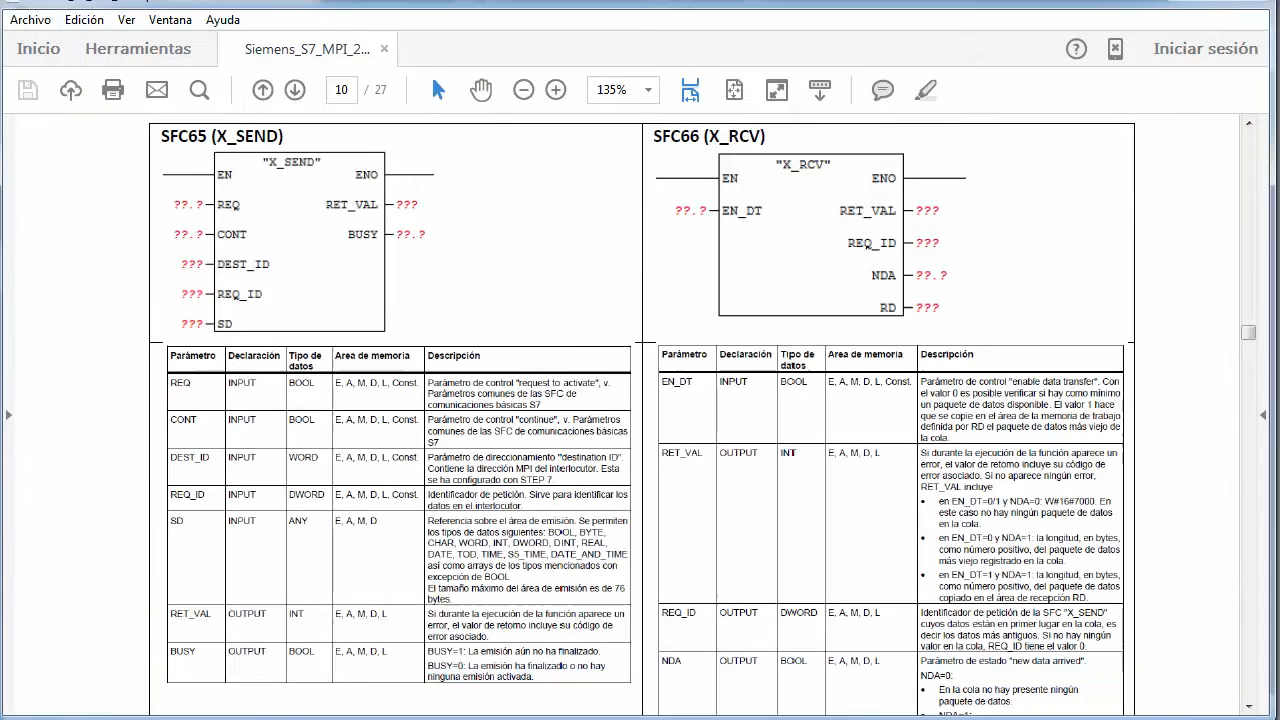 Archivo Edición Ver Ventana Ayuda
Inicio Herramientas Siemens_S7_MPI_2... × Iniciar sesión
10 / 27 135%
SFC65 (X_SEND)
"X_SEND"
EN ENO
??.? REQ RET_VAL ???
??.? CONT BUSY ??.?
??? DEST_ID
??? REQ_ID
??? SD
Parámetro Declaración Tipo de datos Area de memoria Descripción
REQ INPUT BOOL E, A, M, D, L, Const. Parámetro de control "request to activate", v.
Parámetros comunes de las SFC de
comunicaciones básicas S7
CONT INPUT BOOL E, A, M, D, L, Const. Parámetro de control "continue", v. Parámetros
comunes de las SFC de comunicaciones básicas
S7
DEST_ID INPUT WORD E, A, M, D, L, Const. Parámetro de direccionamiento "destination ID".
Contiene la dirección MPI del interlocutor. Esta
se ha configurado con STEP 7.
REQ_ID INPUT DWORD E, A, M, D, L, Const. Identificador de petición. Sirve para identificar los
datos en el interlocutor.
SD INPUT ANY E, A, M, D Referencia sobre el área de emisión. Se permiten
los tipos de datos siguientes: BOOL, BYTE,
CHAR, WORD, INT, DWORD, DINT, REAL,
DATE, TOD, TIME, S5_TIME, DATE_AND_TIME
así como arrays de los tipos mencionados con
excepción de BOOL
El tamaño máximo del área de emisión es de 76
bytes.
RET_VAL OUTPUT INT E, A, M, D, L Si durante la ejecución de la función aparece un
error, el valor de retorno incluye su código de
error asociado.
BUSY OUTPUT BOOL E, A, M, D, L BUSY=1: La emisión aún no ha finalizado.
BUSY=0: La emisión ha finalizado o no hay
ninguna emisión activada.
SFC66 (X_RCV)
"X_RCV"
EN ENO
??.? EN_DT RET_VAL ???
REQ_ID ???
NDA ??.?
RD ???
Parámetro Declaración Tipo de datos Area de memoria Descripción
EN_DT INPUT BOOL E, A, M, D, L, Const. Parámetro de control "enable data transfer". Con
el valor 0 es posible verificar si hay como mínimo
un paquete de datos disponible. El valor 1 hace
que se copie en el área de la memoria de trabajo
definida por RD el paquete de datos más viejo de
la cola.
RET_VAL OUTPUT INT E, A, M, D, L Si durante la ejecución de la función aparece un
error, el valor de retorno incluye su código de
error asociado. Si no aparece ningún error,
RET_VAL incluye
• en EN_DT=0/1 y NDA=0: W#16#7000. En
este caso no hay ningún paquete de datos
en la cola.
• en EN_DT=0 y NDA=1: la longitud, en bytes,
como número positivo, del paquete de datos
más viejo registrado en la cola.
• en EN_DT=1 y NDA=1: la longitud, en bytes,
como número positivo, del paquete de datos
copiado en el área de recepción RD.
REQ_ID OUTPUT DWORD E, A, M, D, L Identificador de petición de la SFC "X_SEND"
cuyos datos están en primer lugar en la cola, es
decir los datos más antiguos. Si no hay ningún
valor en la cola, REQ_ID tiene el valor 0.
NDA OUTPUT BOOL E, A, M, D, L Parámetro de estado "new data arrived".
NDA=0:
• En la cola no hay presente ningún
paquete de datos.